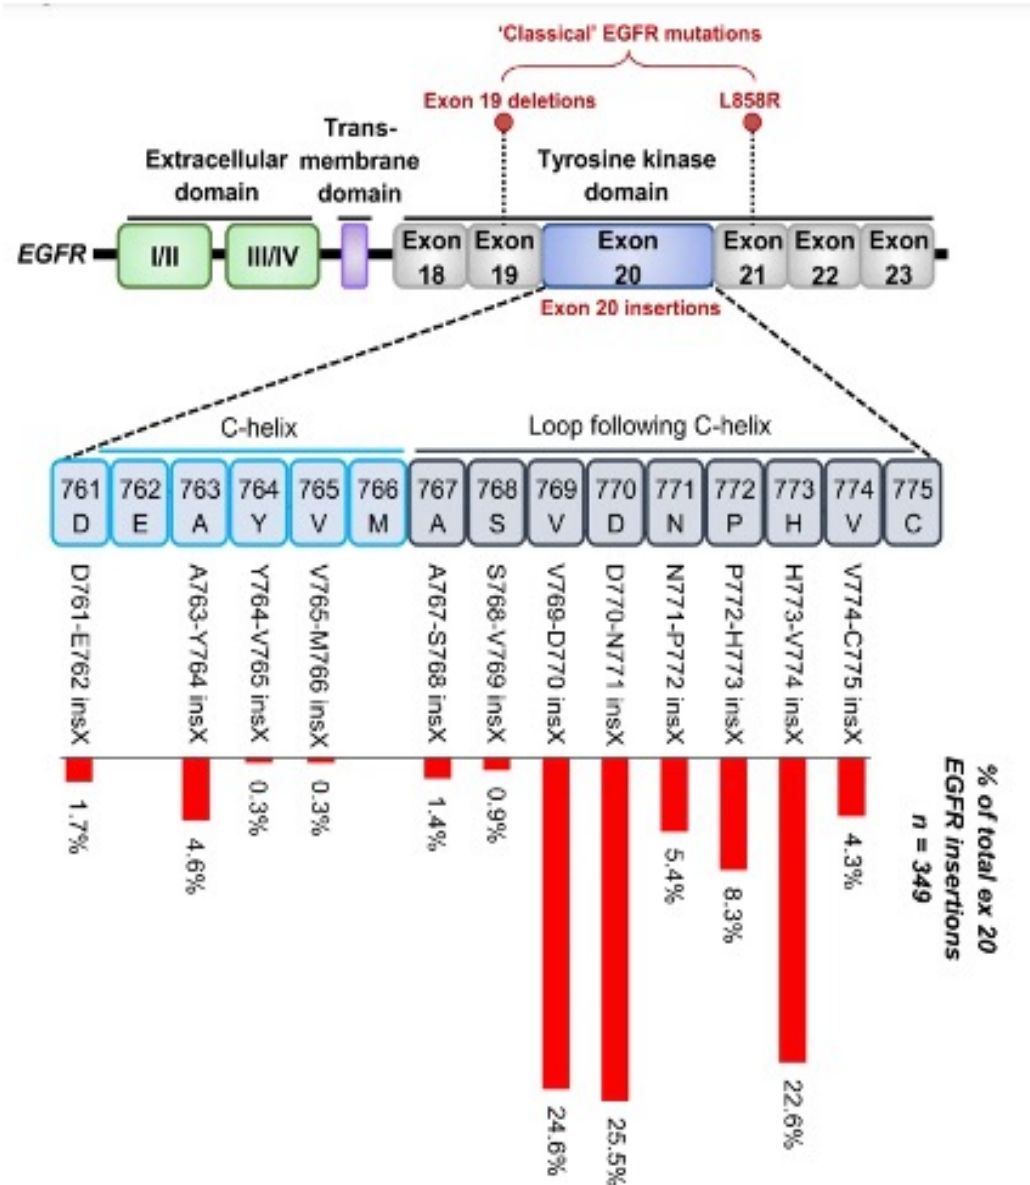 'Classical' EGFR mutations
Exon 19 deletions
L858R
Extracellular
domain
Trans-
membrane
domain
Tyrosine kinase
domain
EGFR
I/II
III/IV
Exon
18
Exon
19
Exon
20
Exon
21
Exon
22
Exon
23
Exon 20 insertions
C-helix
Loop following C-helix
761
D
762
E
763
A
764
Y
765
V
766
M
767
A
768
S
769
V
770
D
771
N
772
P
773
H
774
V
775
C
D761-E762 insX
A763-Y764 insX
Y764-V765 insX
V765-M766 insX
A767-S768 insX
S768-V769 insX
V769-D770 insX
D770-N771 insX
N771-P772 insX
P772-H773 insX
H773-V774 insX
V774-C775 insX
1.7%
4.6%
0.3%
0.3%
1.4%
0.9%
24.6%
25.5%
5.4%
8.3%
22.6%
4.3%
% of total ex 20
EGFR insertions
n = 349